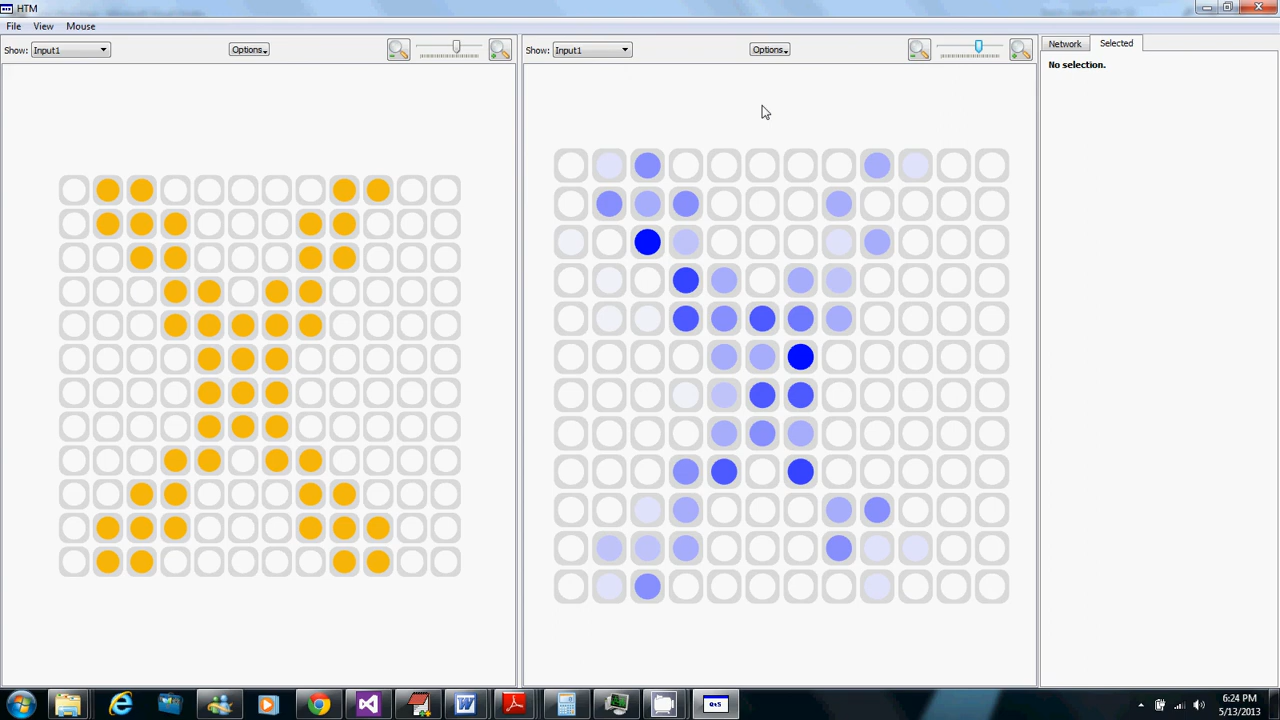 HTM
File View Mouse
Show: Input1 Options
Show: Input1 Options
Network Selected
No selection.
6:24 PM
5/13/2013